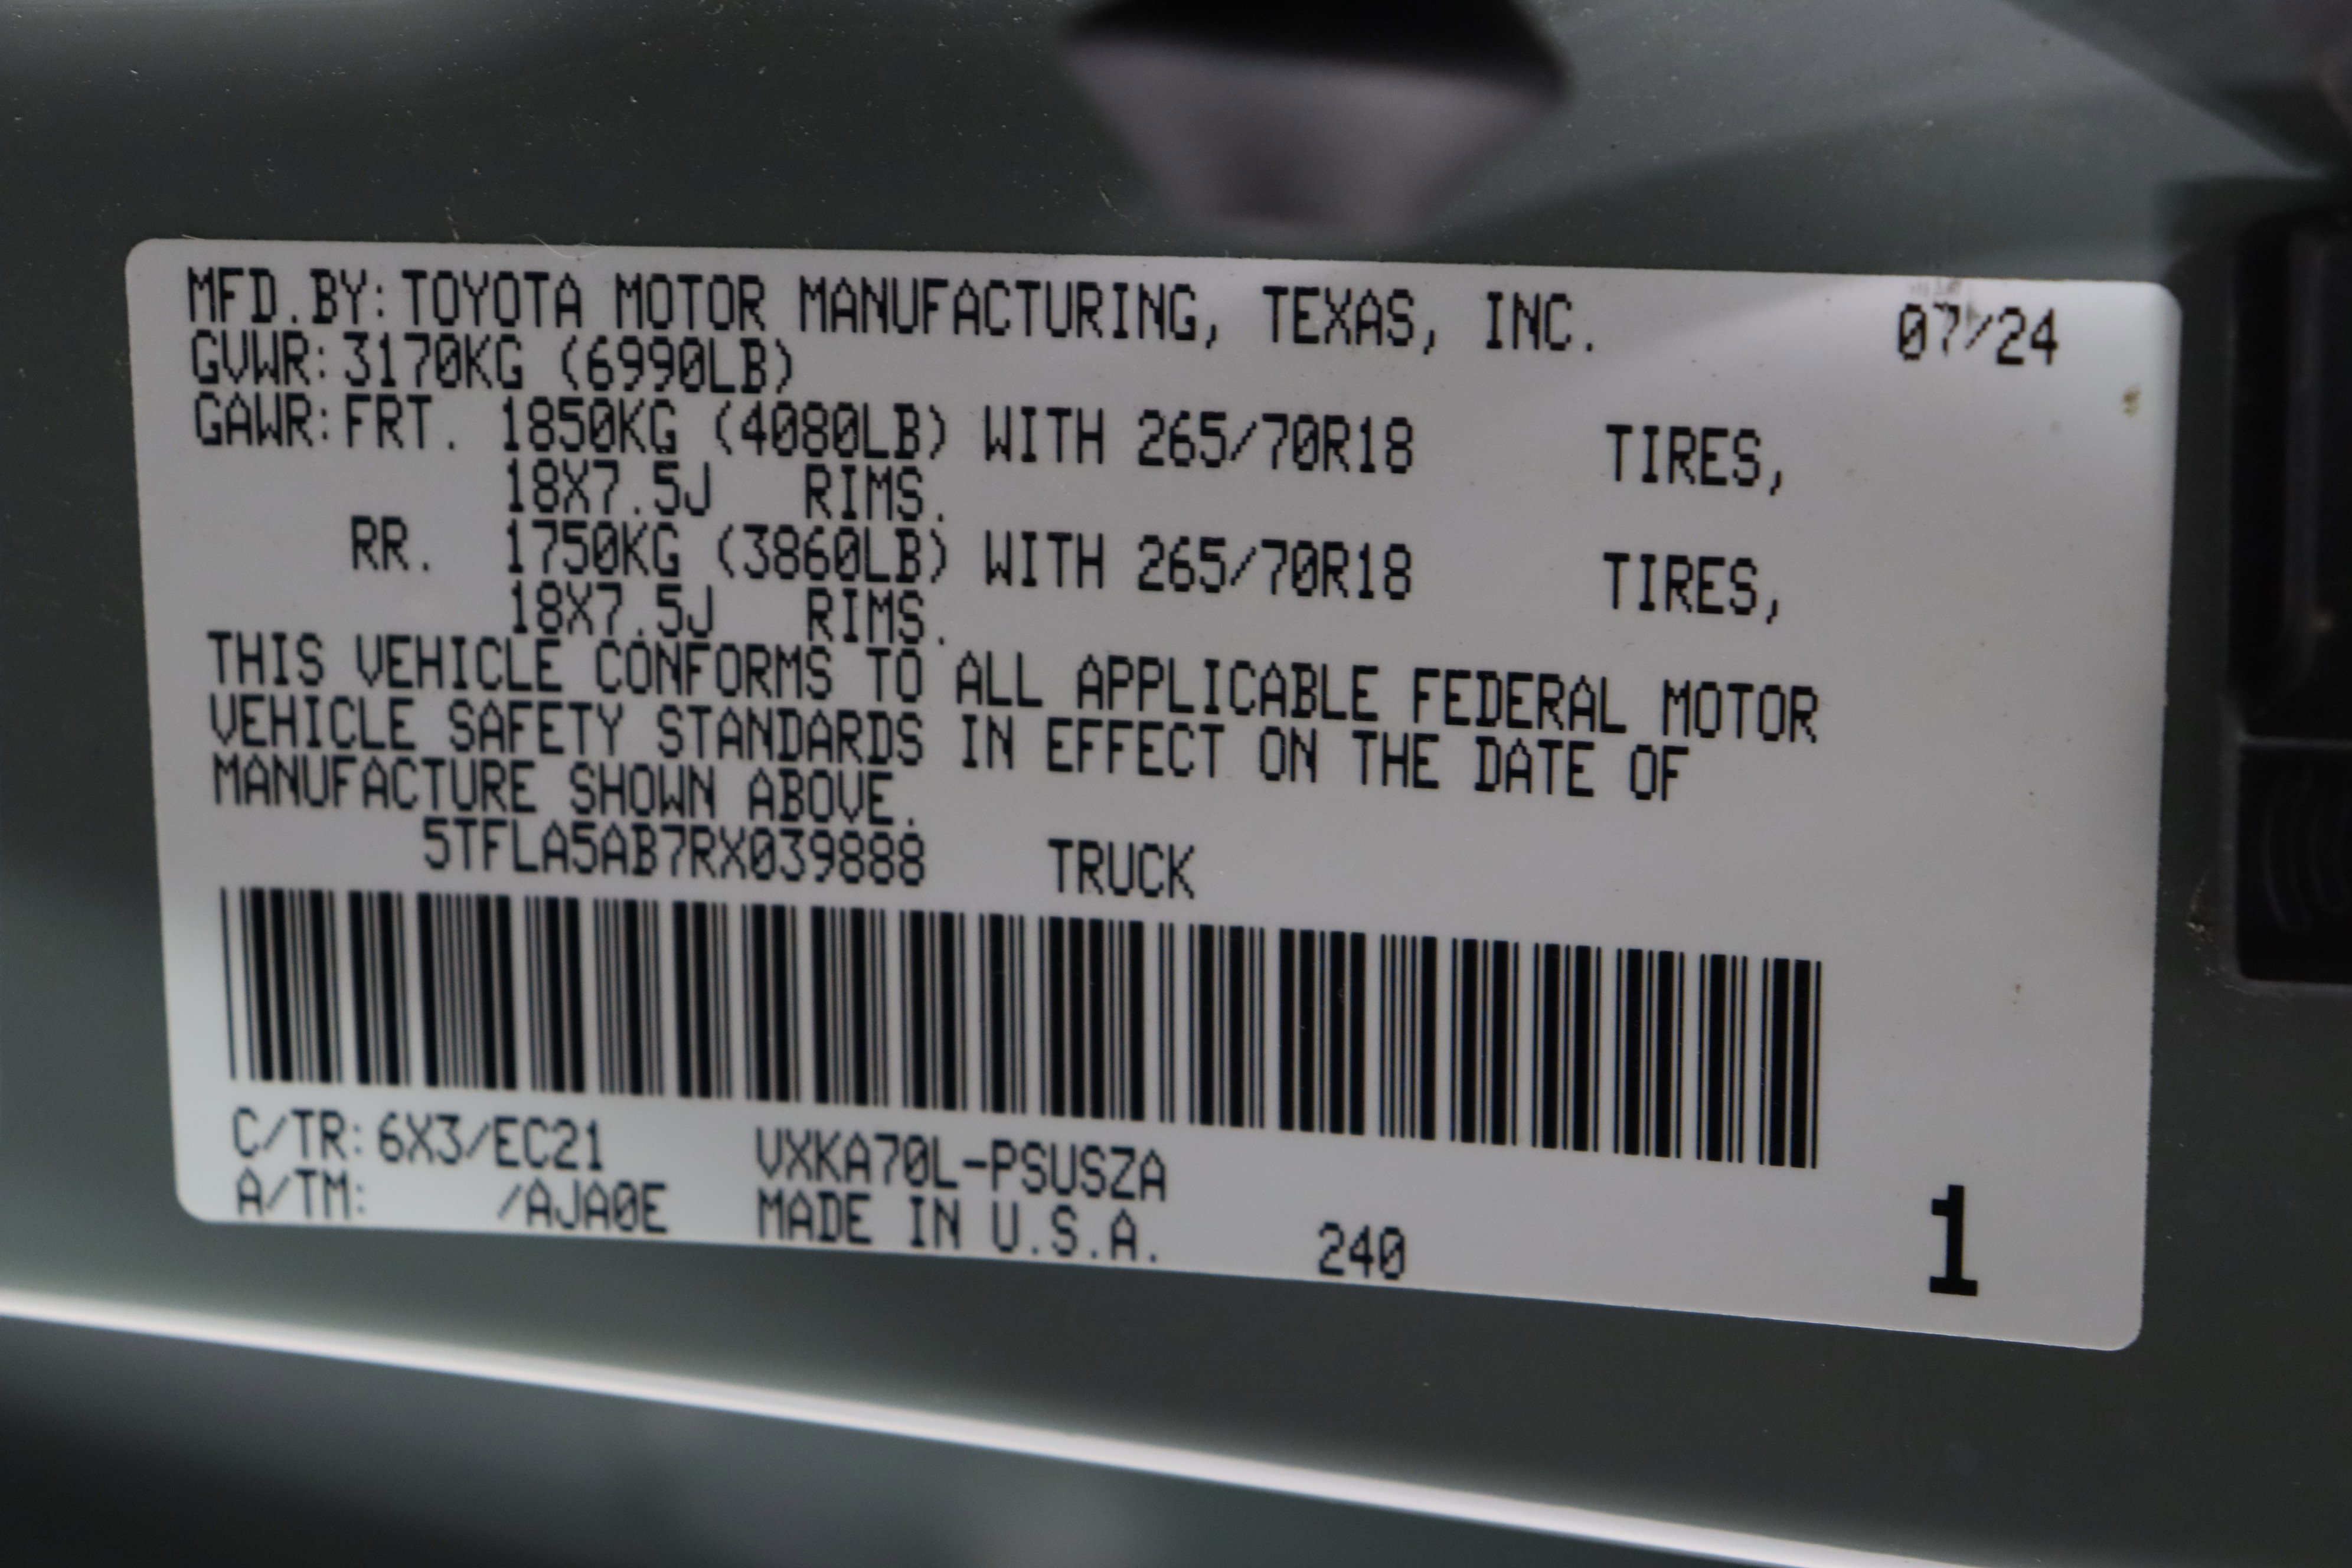 MFD.BY: TOYOTA MOTOR MANUFACTURING, TEXAS, INC. 07/24
GVWR: 3170KG (6990LB)
GAWR: FRT. 1850KG (4080LB) WITH 265/70R18 TIRES,
18X7.5J RIMS.
RR. 1750KG (3860LB) WITH 265/70R18 TIRES,
18X7.5J RIMS.
THIS VEHICLE CONFORMS TO ALL APPLICABLE FEDERAL MOTOR
VEHICLE SAFETY STANDARDS IN EFFECT ON THE DATE OF
MANUFACTURE SHOWN ABOVE.
5TFLA5AB7RX039888 TRUCK
C/TR: 6X3/EC21 VXKA70L-PSUSZA
A/TM: /AJA0E MADE IN U.S.A. 240 1